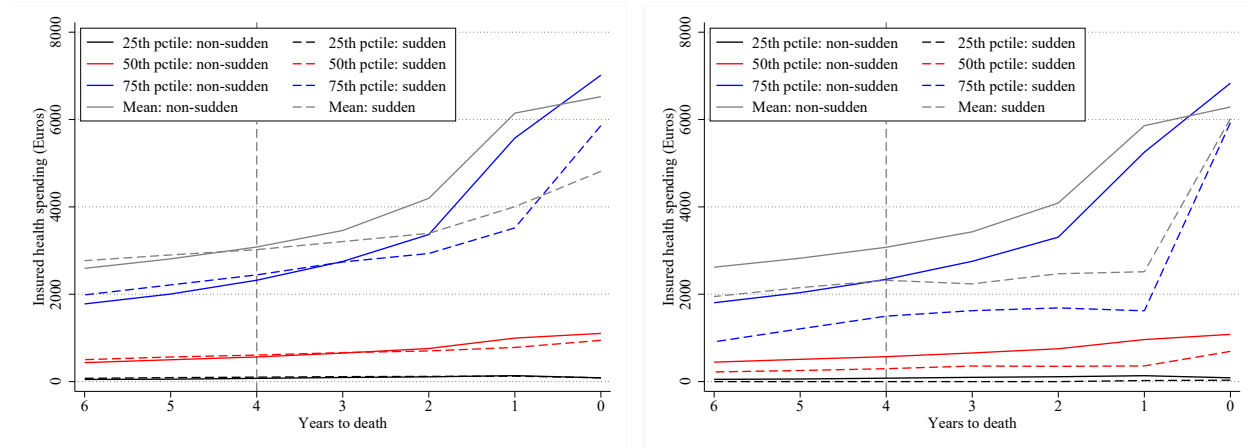 25th pctile: non-sudden 25th pctile: sudden
50th pctile: non-sudden 50th pctile: sudden
75th pctile: non-sudden 75th pctile: sudden
Mean: non-sudden Mean: sudden
Insured health spending (Euros)
8000
6000
4000
2000
0
6 5 4 3 2 1 0
Years to death
25th pctile: non-sudden 25th pctile: sudden
50th pctile: non-sudden 50th pctile: sudden
75th pctile: non-sudden 75th pctile: sudden
Mean: non-sudden Mean: sudden
Insured health spending (Euros)
8000
6000
4000
2000
0
6 5 4 3 2 1 0
Years to death